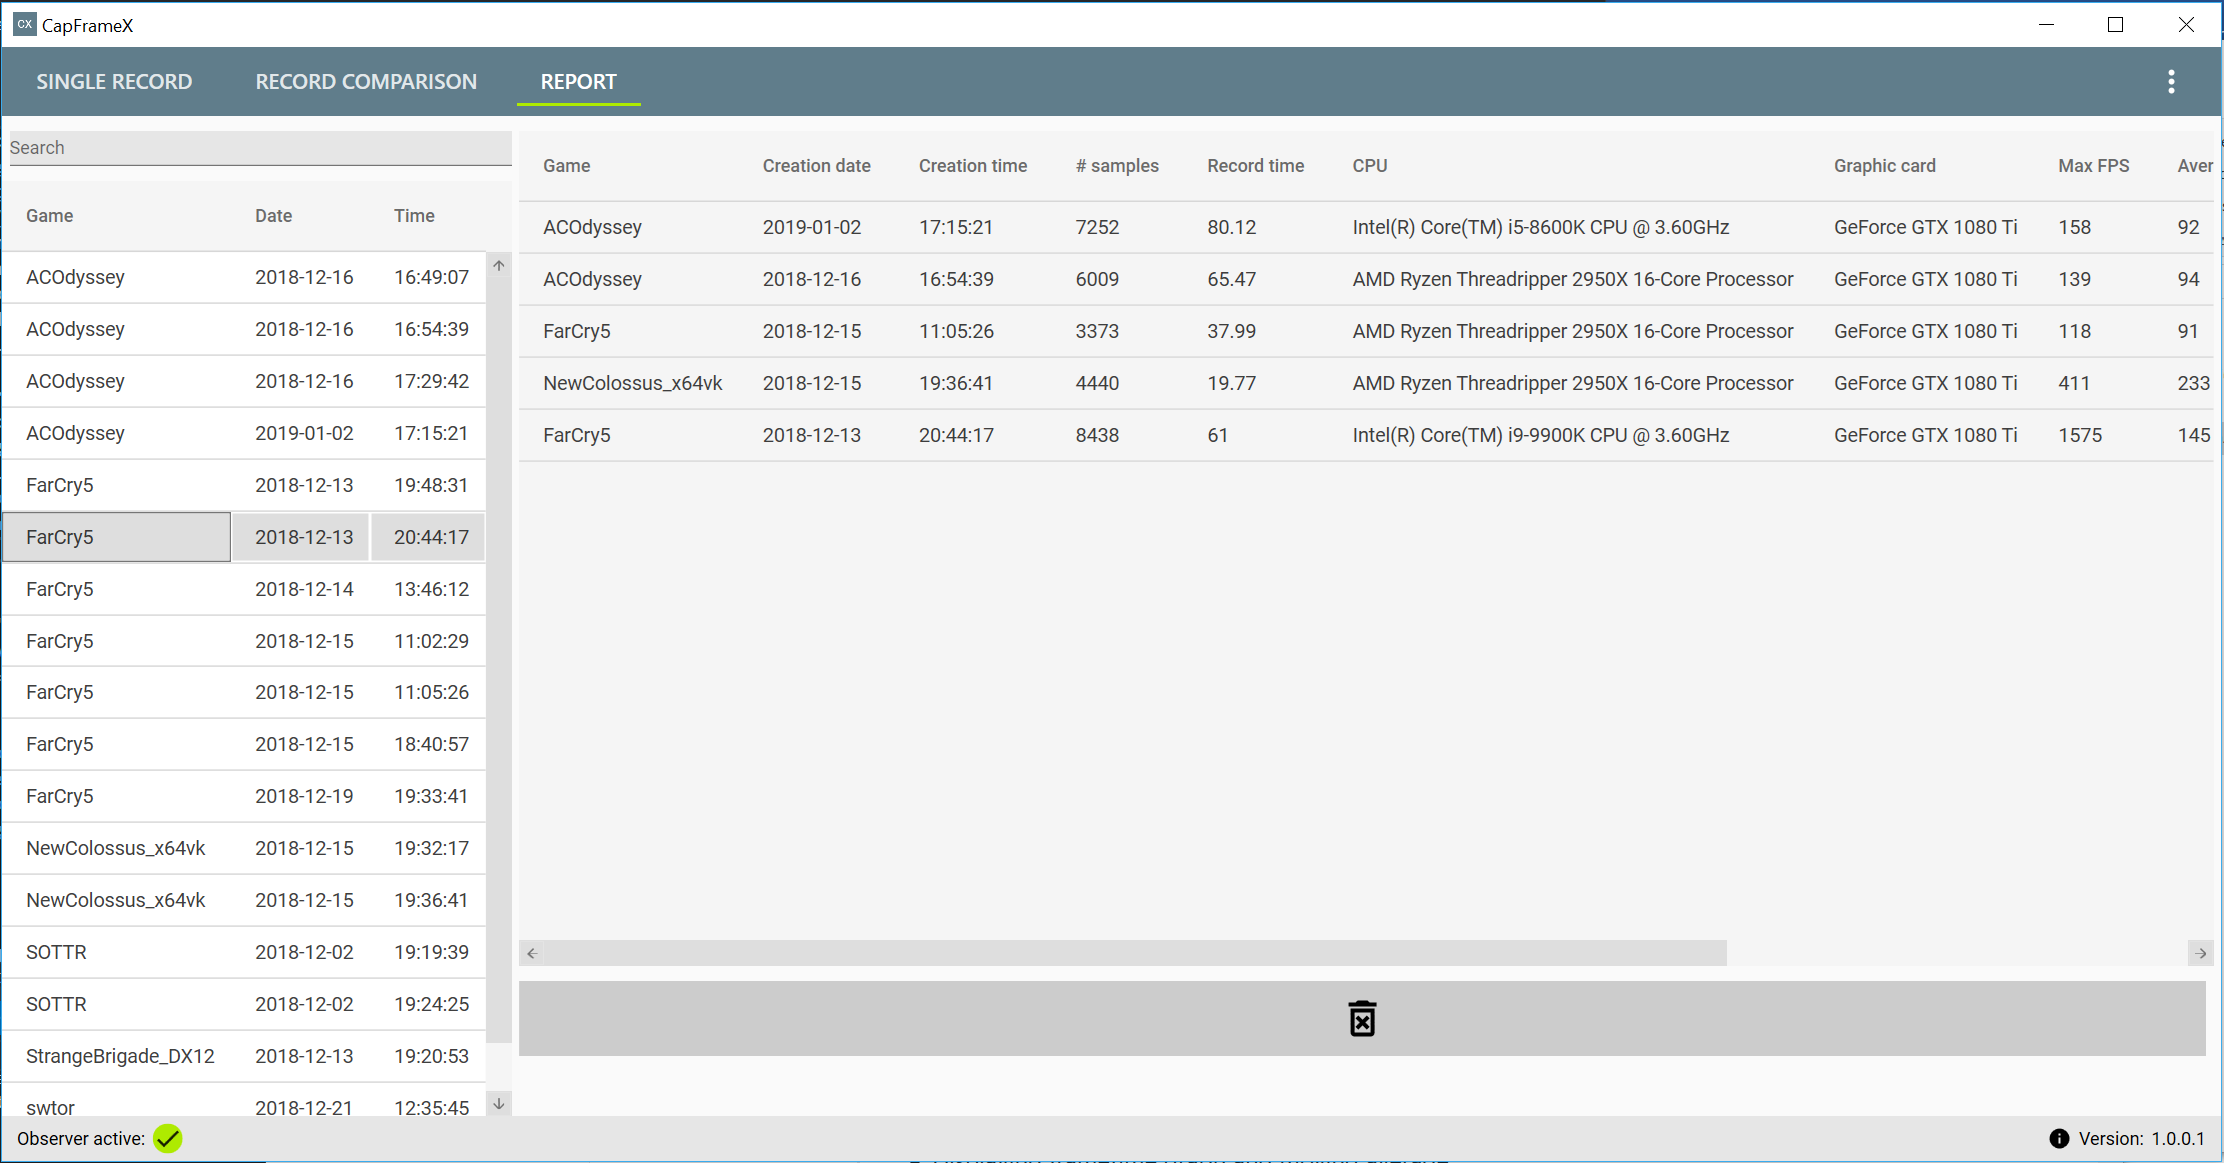 CX CapFrameX
SINGLE RECORD RECORD COMPARISON REPORT
Search
Game Date Time
ACOdyssey 2018-12-16 16:49:07
ACOdyssey 2018-12-16 16:54:39
ACOdyssey 2018-12-16 17:29:42
ACOdyssey 2019-01-02 17:15:21
FarCry5 2018-12-13 19:48:31
FarCry5 2018-12-13 20:44:17
FarCry5 2018-12-14 13:46:12
FarCry5 2018-12-15 11:02:29
FarCry5 2018-12-15 11:05:26
FarCry5 2018-12-15 18:40:57
FarCry5 2018-12-19 19:33:41
NewColossus_x64vk 2018-12-15 19:32:17
NewColossus_x64vk 2018-12-15 19:36:41
SOTTR 2018-12-02 19:19:39
SOTTR 2018-12-02 19:24:25
StrangeBrigade_DX12 2018-12-13 19:20:53
swtor 2018-12-21 12:35:45
Game Creation date Creation time # samples Record time CPU Graphic card Max FPS Aver
ACOdyssey 2019-01-02 17:15:21 7252 80.12 Intel(R) Core(TM) i5-8600K CPU @ 3.60GHz GeForce GTX 1080 Ti 158 92
ACOdyssey 2018-12-16 16:54:39 6009 65.47 AMD Ryzen Threadripper 2950X 16-Core Processor GeForce GTX 1080 Ti 139 94
FarCry5 2018-12-15 11:05:26 3373 37.99 AMD Ryzen Threadripper 2950X 16-Core Processor GeForce GTX 1080 Ti 118 91
NewColossus_x64vk 2018-12-15 19:36:41 4440 19.77 AMD Ryzen Threadripper 2950X 16-Core Processor GeForce GTX 1080 Ti 411 233
FarCry5 2018-12-13 20:44:17 8438 61 Intel(R) Core(TM) i9-9900K CPU @ 3.60GHz GeForce GTX 1080 Ti 1575 145
Observer active:
Version: 1.0.0.1